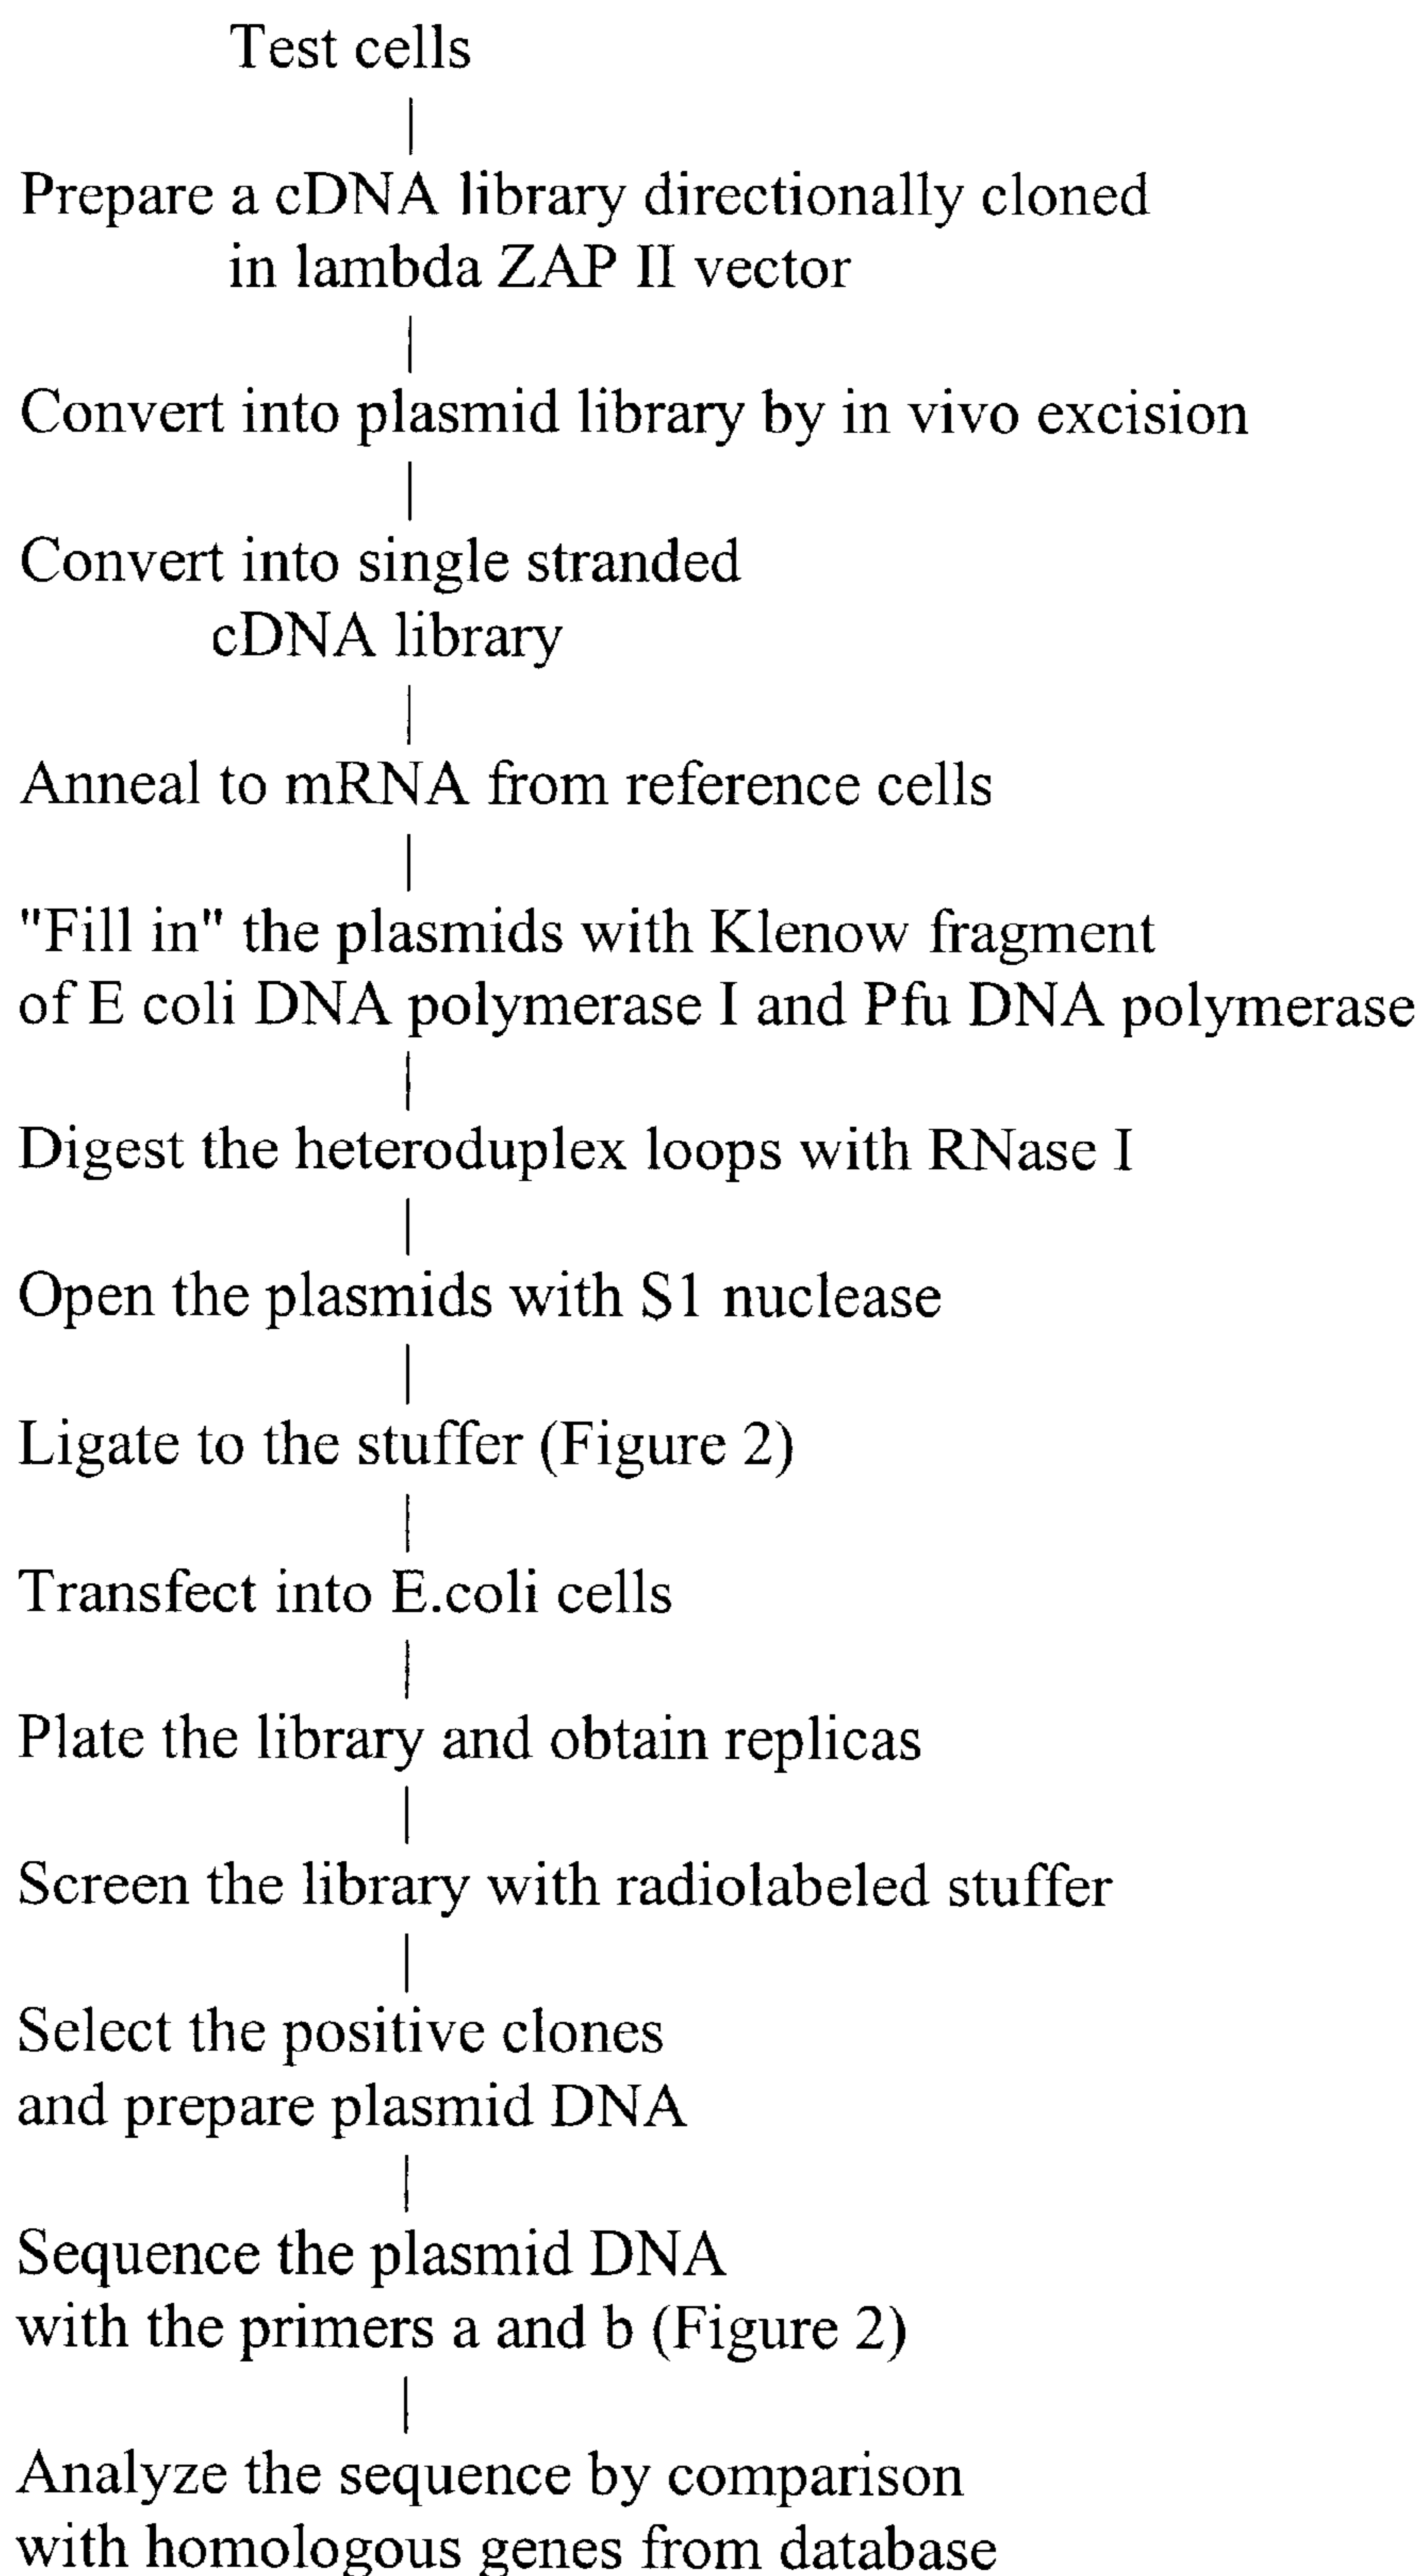 Test cells
Prepare a cDNA library directionally cloned
in lambda ZAP II vector
Convert into plasmid library by in vivo excision
Convert into single stranded
cDNA library
Anneal to mRNA from reference cells
"Fill in" the plasmids with Klenow fragment
of E coli DNA polymerase I and Pfu DNA polymerase
Digest the heteroduplex loops with RNase I
Open the plasmids with S1 nuclease
Ligate to the stuffer (Figure 2)
Transfect into E.coli cells
Plate the library and obtain replicas
Screen the library with radiolabeled stuffer
Select the positive clones
and prepare plasmid DNA
Sequence the plasmid DNA
with the primers a and b (Figure 2)
Analyze the sequence by comparison
with homologous genes from database